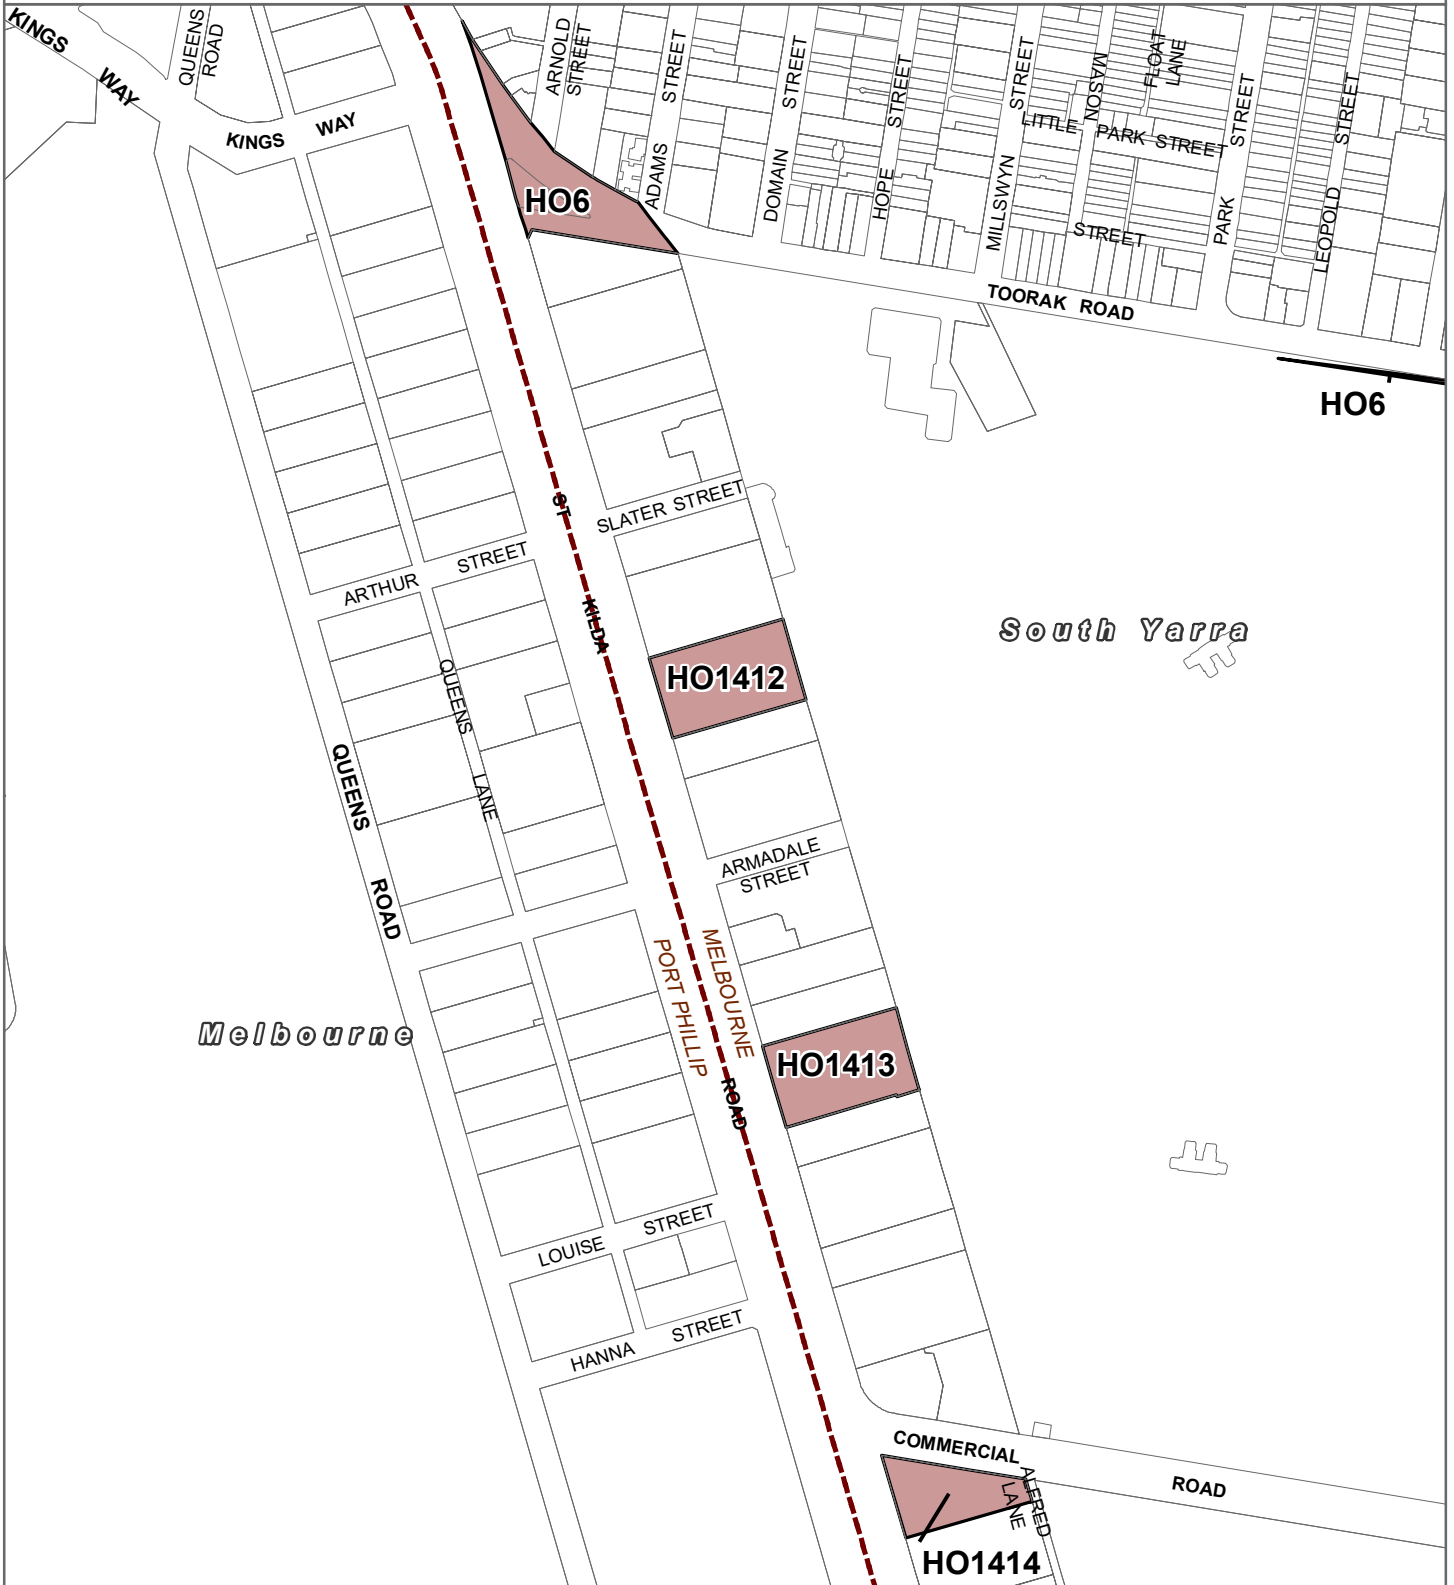 KINGS
WAY
QUEENS
ROAD
KINGS WAY
ARNOLD
STREET
ADAMS STREET
DOMAIN STREET
HOPE STREET
MILLSWYN STREET
MASON
FLOAT
LANE
LITTLE PARK STREET
STREET
PARK STREET
LEOPOLD STREET
HO6
TOORAK ROAD
HO6
ST KILDA ROAD
SLATER STREET
ARTHUR STREET
South Yarra
HO1412
QUEENS LANE
QUEENS ROAD
ARMADALE
STREET
MELBOURNE
PORT PHILLIP
Melbourne
HO1413
LOUISE STREET
HANNA STREET
COMMERCIAL ROAD
ALFRED
LANE
HO1414